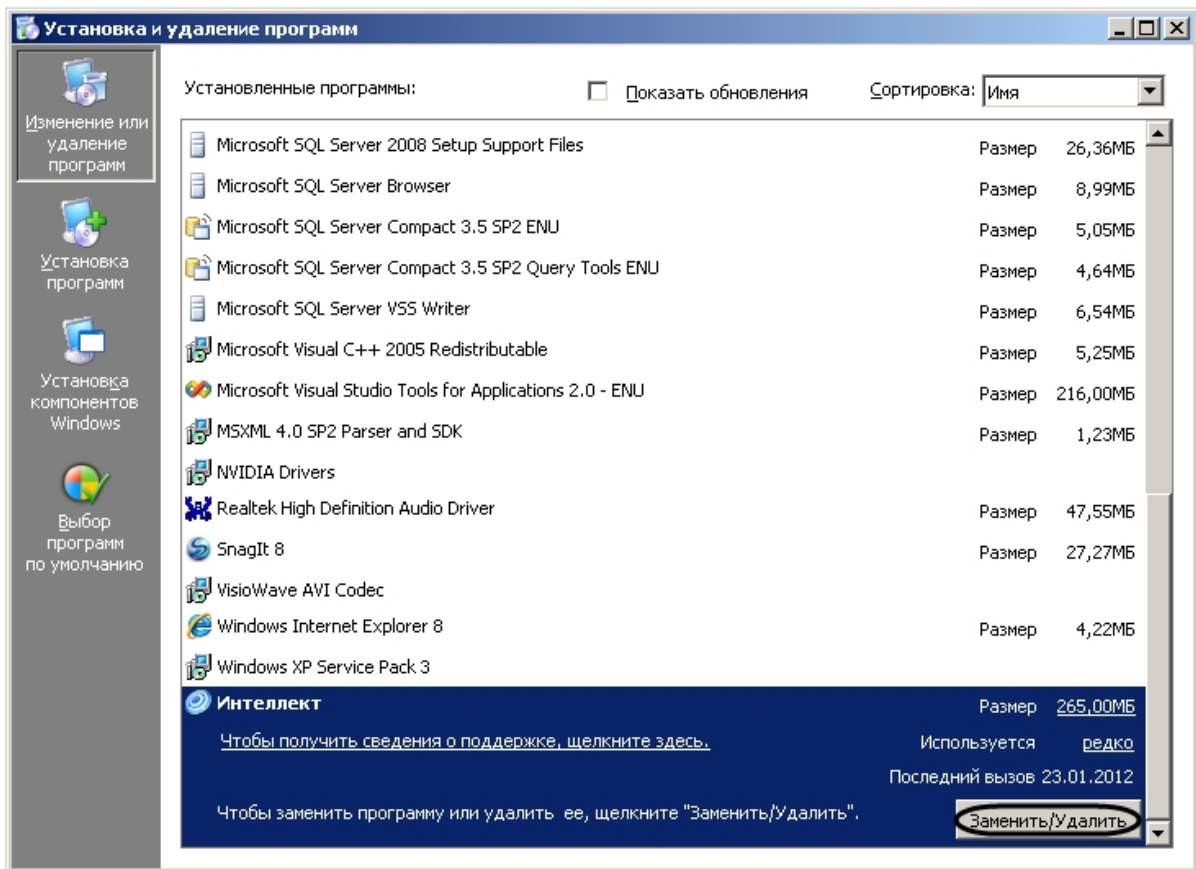 Установка и удаление программ
Изменение или
удаление
программ
Установка
программ
Установка
компонентов
Windows
Выбор
программ
по умолчанию
Установленные программы:
Показать обновления
Сортировка: Имя
Microsoft SQL Server 2008 Setup Support Files Размер 26,36МБ
Microsoft SQL Server Browser Размер 8,99МБ
Microsoft SQL Server Compact 3.5 SP2 ENU Размер 5,05МБ
Microsoft SQL Server Compact 3.5 SP2 Query Tools ENU Размер 4,64МБ
Microsoft SQL Server VSS Writer Размер 6,54МБ
Microsoft Visual C++ 2005 Redistributable Размер 5,25МБ
Microsoft Visual Studio Tools for Applications 2.0 - ENU Размер 216,00МБ
MSXML 4.0 SP2 Parser and SDK Размер 1,23МБ
NVIDIA Drivers
Realtek High Definition Audio Driver Размер 47,55МБ
SnagIt 8 Размер 27,27МБ
VisioWave AVI Codec
Windows Internet Explorer 8 Размер 4,22МБ
Windows XP Service Pack 3
Интеллект Размер 265,00МБ
Чтобы получить сведения о поддержке, щелкните здесь. Используется редко
Последний вызов 23.01.2012
Чтобы заменить программу или удалить ее, щелкните "Заменить/Удалить". Заменить/Удалить